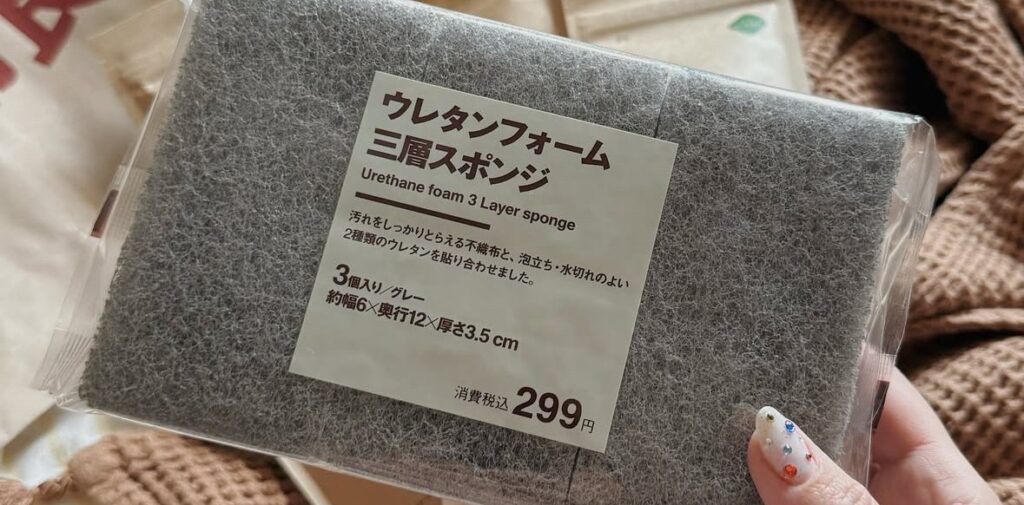 ウレタンフォーム
三層スポンジ
Urethane foam 3 Layer sponge
汚れをしっかりとらえる不織布と、泡立ち・水切れのよい
2種類のウレタンを貼り合わせました。
3個入り/グレー
約幅6×奥行12×厚さ3.5 cm
消費税込299円